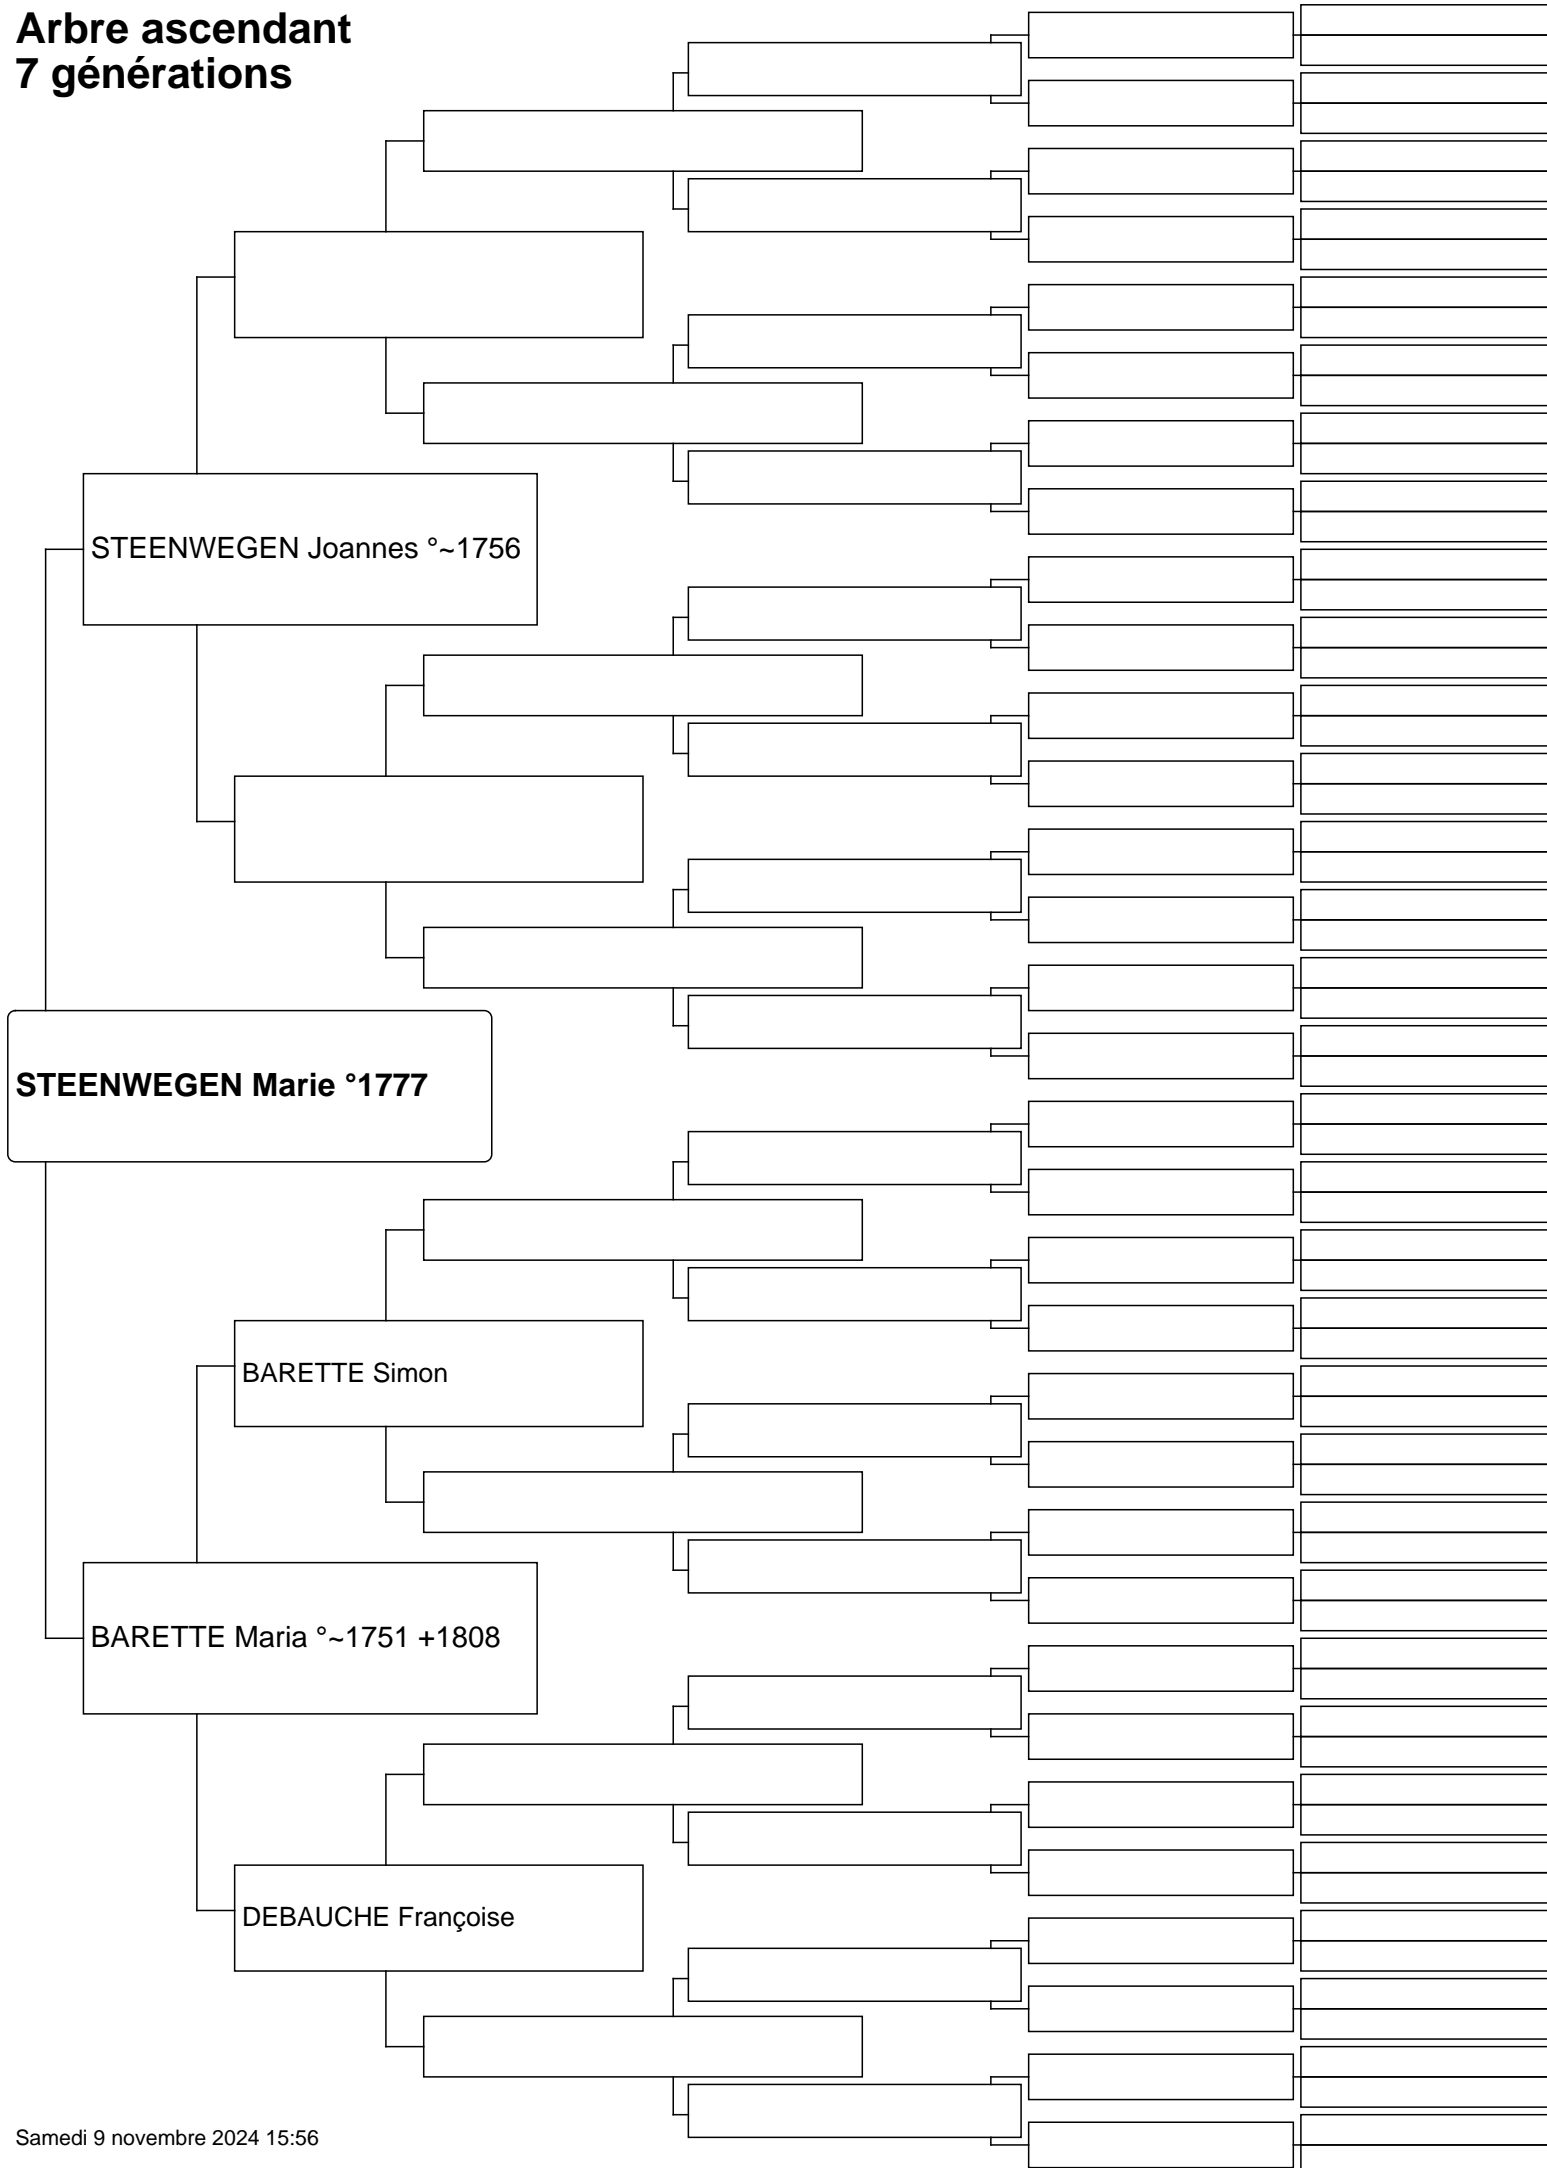 Arbre ascendant
7 générations
STEENWEGEN Joannes °~1756
STEENWEGEN Marie °1777
BARETTE Simon
BARETTE Maria °~1751 +1808
DEBAUCHE Françoise
Samedi 9 novembre 2024 15:56